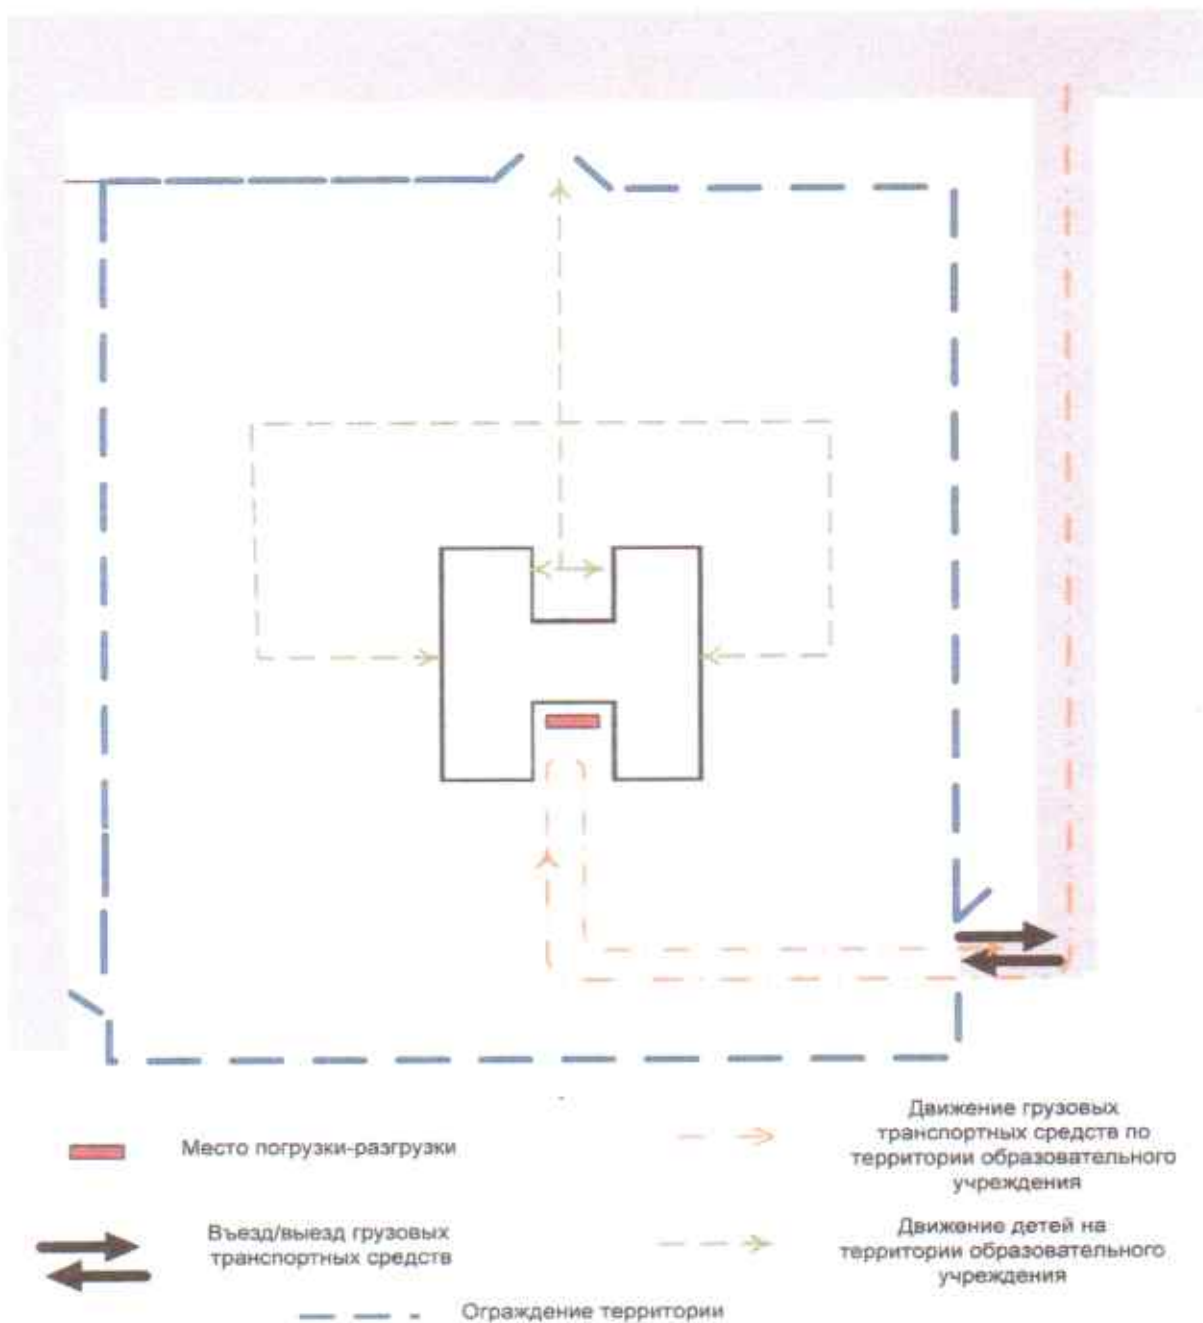 Место погрузки-разгрузки
Движение грузовых
транспортных средств по
территории образовательного
учреждения
Въезд/выезд грузовых
транспортных средств
Движение детей на
территории образовательного
учреждения
Ограждение территории